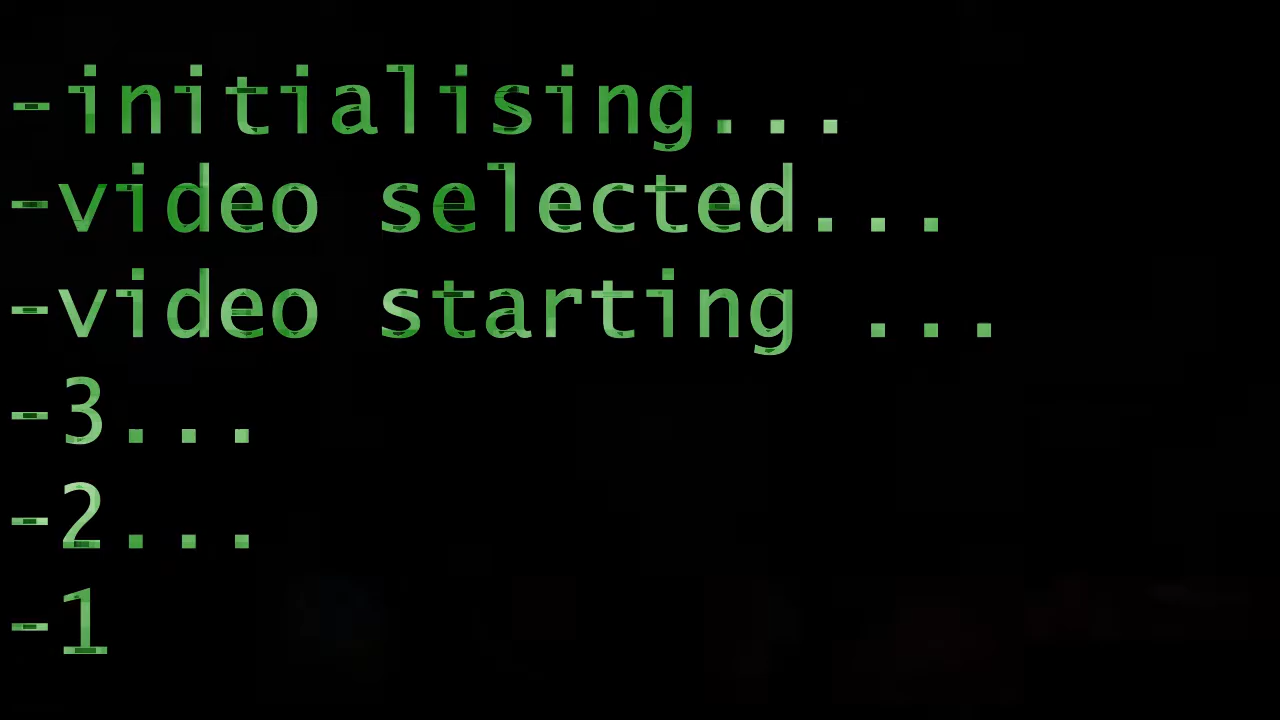 -initialising...
-video selected...
-video starting ...
-3...
-2...
-1